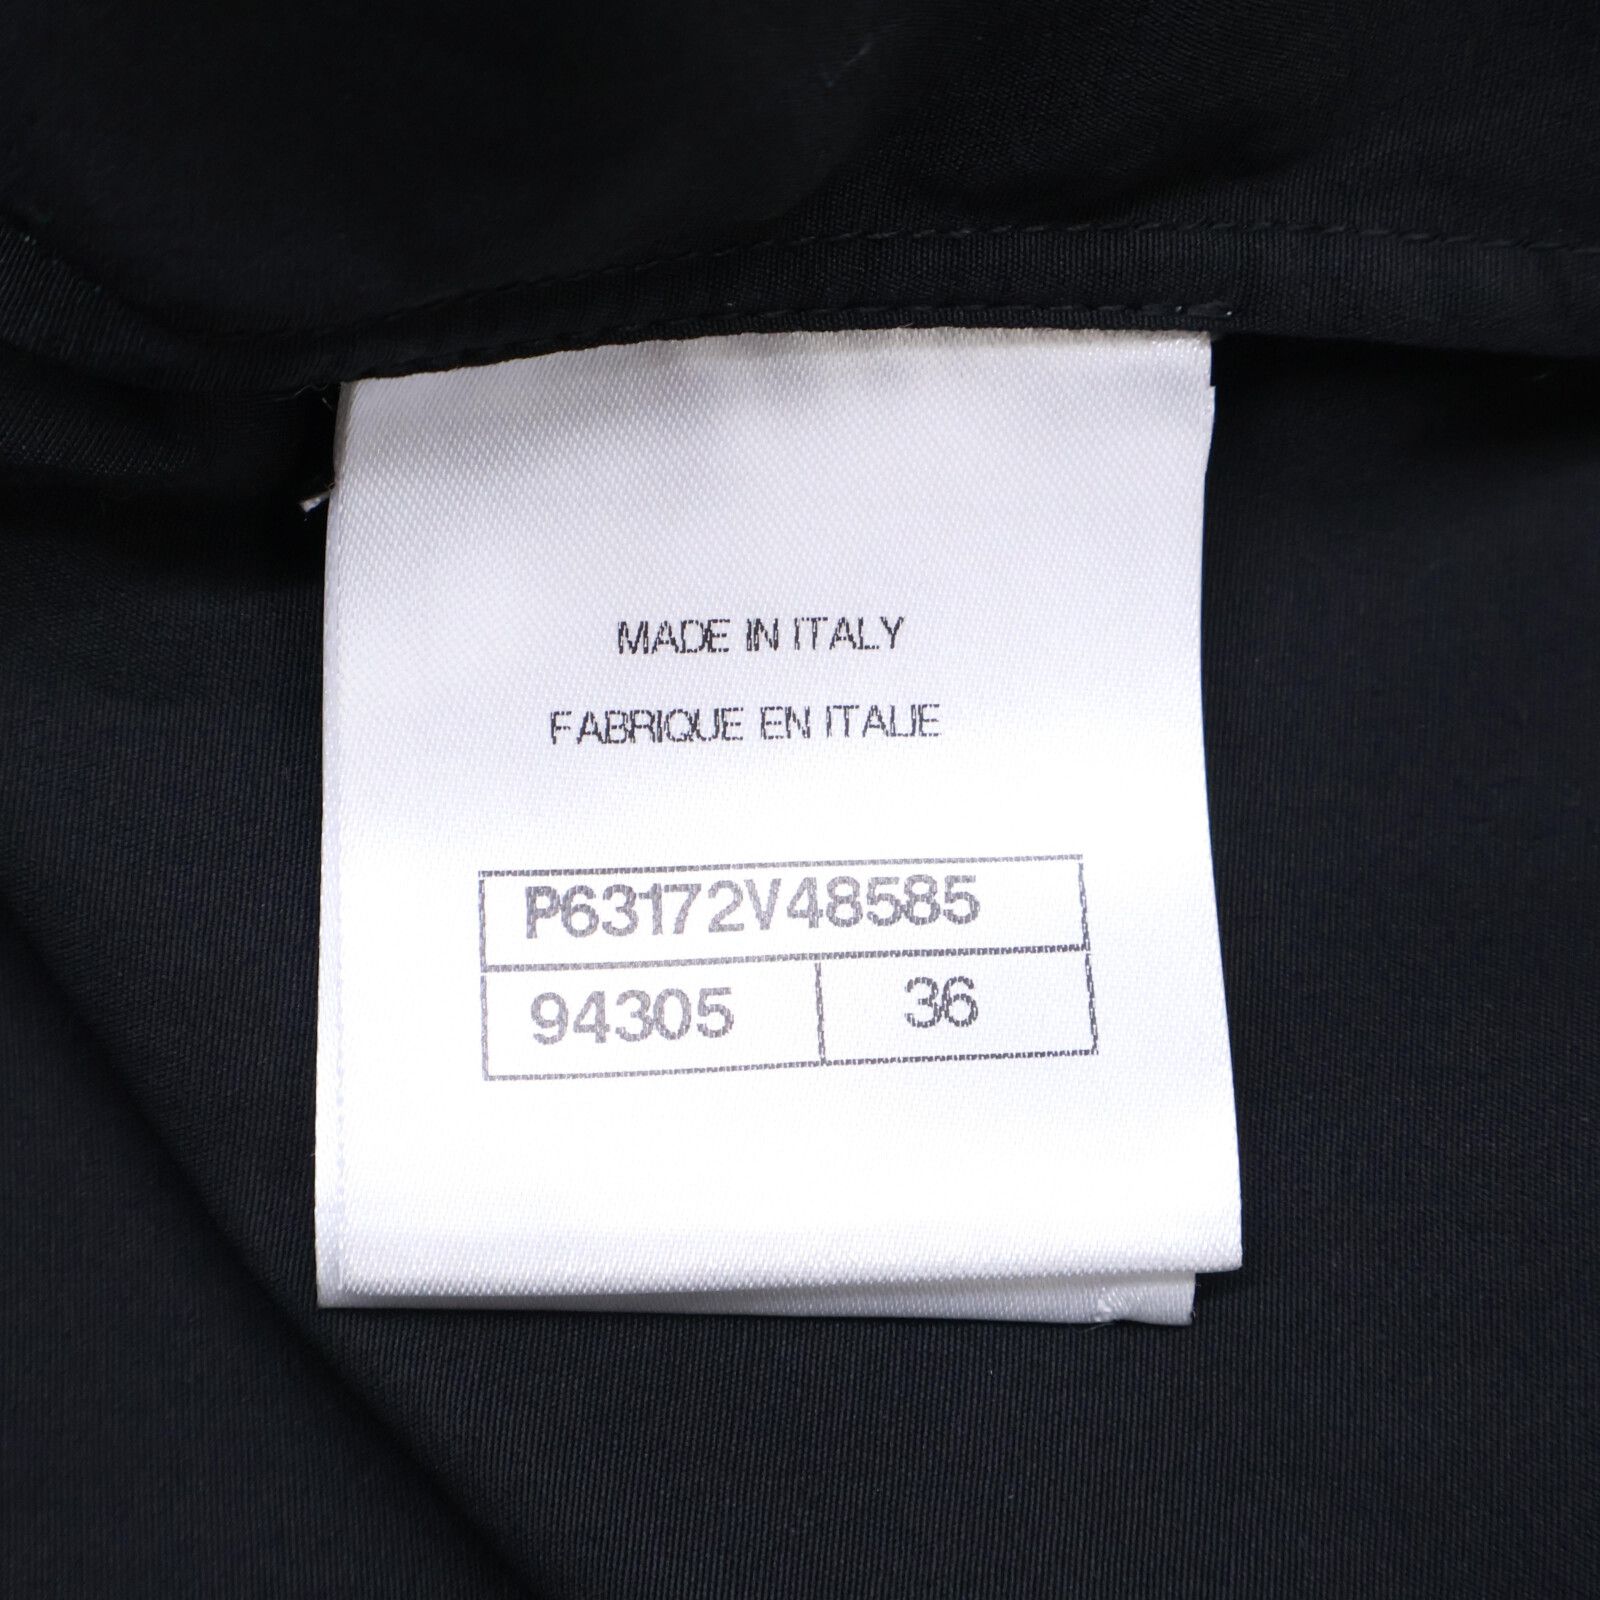 MADE IN ITALY
FABRIQUE EN ITALIE
P63172V48585
94305 36